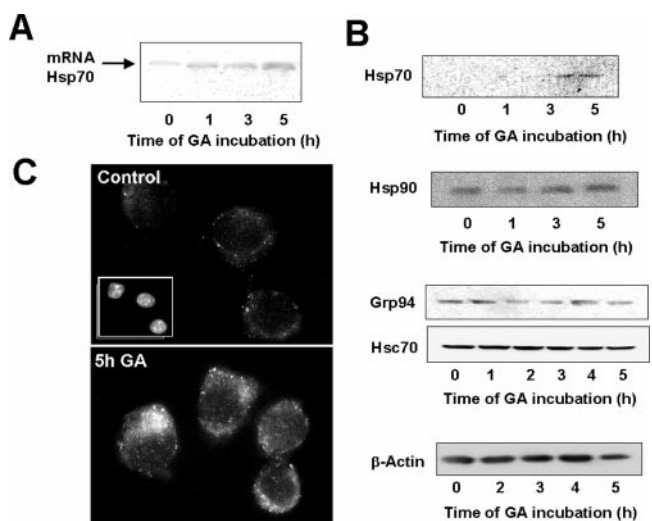 A
mRNA
Hsp70
0 1 3 5
Time of GA incubation (h)
B
Hsp70
0 1 3 5
Time of GA incubation (h)
Hsp90
0 1 3 5
Time of GA incubation (h)
Grp94
Hsc70
0 1 2 3 4 5
Time of GA incubation (h)
β-Actin
0 2 3 4 5
Time of GA incubation (h)
C
Control
5h GA